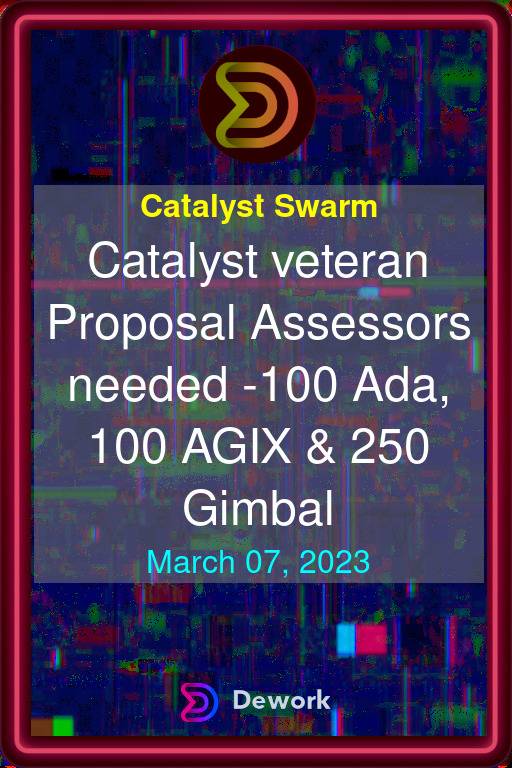 Catalyst Swarm
Catalyst veteran
Proposal Assessors
needed -100 Ada,
100 AGIX & 250
Gimbal
March 07, 2023
Dework